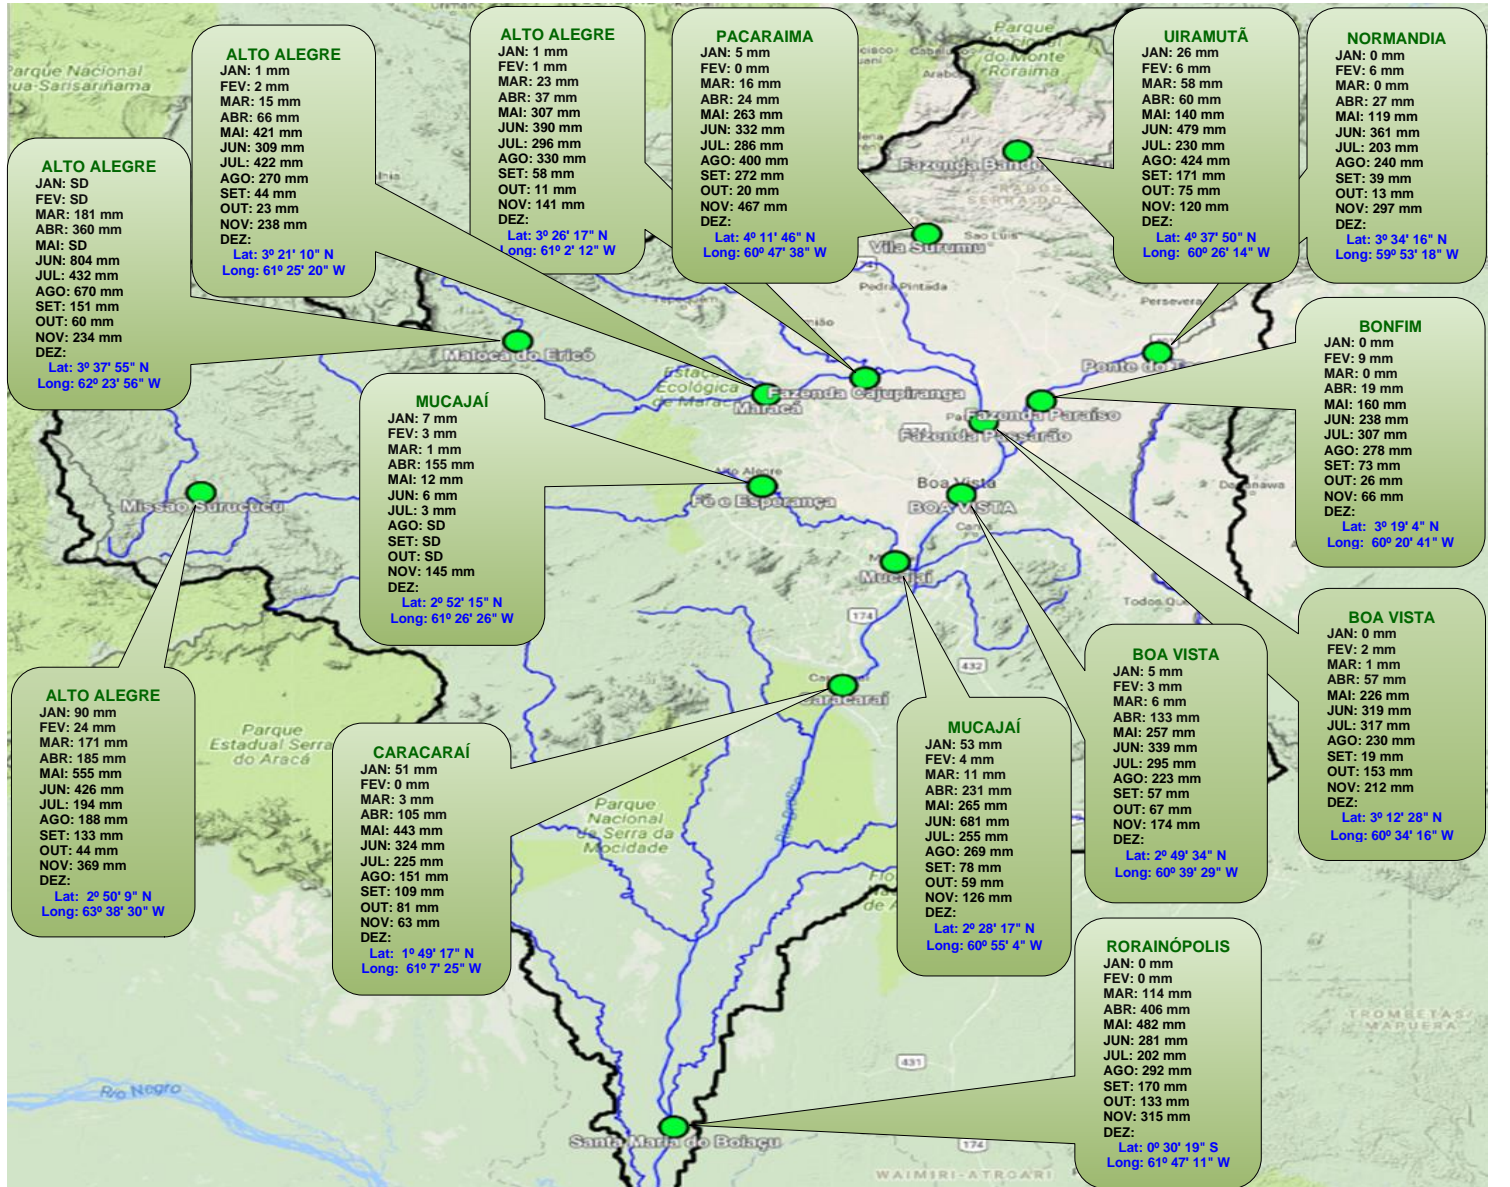 ALTO ALEGRE
JAN: SD
FEV: SD
MAR: 181 mm
ABR: 360 mm
MAI: SD
JUN: 804 mm
JUL: 432 mm
AGO: 670 mm
SET: 151 mm
OUT: 60 mm
NOV: 234 mm
DEZ:
Lat: 3º 37' 55" N
Long: 62º 23' 56" W
ALTO ALEGRE
JAN: 1 mm
FEV: 2 mm
MAR: 15 mm
ABR: 66 mm
MAI: 421 mm
JUN: 309 mm
JUL: 422 mm
AGO: 270 mm
SET: 44 mm
OUT: 23 mm
NOV: 238 mm
DEZ:
Lat: 3º 21' 10" N
Long: 61º 25' 20" W
ALTO ALEGRE
JAN: 1 mm
FEV: 1 mm
MAR: 23 mm
ABR: 37 mm
MAI: 307 mm
JUN: 390 mm
JUL: 296 mm
AGO: 330 mm
SET: 58 mm
OUT: 11 mm
NOV: 141 mm
DEZ:
Lat: 3º 26' 17" N
Long: 61º 2' 12" W
PACARAIMA
JAN: 5 mm
FEV: 0 mm
MAR: 16 mm
ABR: 24 mm
MAI: 263 mm
JUN: 332 mm
JUL: 286 mm
AGO: 400 mm
SET: 272 mm
OUT: 20 mm
NOV: 467 mm
DEZ:
Lat: 4º 11' 46" N
Long: 60º 47' 38" W
UIRAMUTÃ
JAN: 26 mm
FEV: 6 mm
MAR: 58 mm
ABR: 60 mm
MAI: 140 mm
JUN: 479 mm
JUL: 230 mm
AGO: 424 mm
SET: 171 mm
OUT: 75 mm
NOV: 120 mm
DEZ:
Lat: 4º 37' 50" N
Long: 60º 26' 14" W
NORMANDIA
JAN: 0 mm
FEV: 6 mm
MAR: 0 mm
ABR: 27 mm
MAI: 119 mm
JUN: 361 mm
JUL: 203 mm
AGO: 240 mm
SET: 39 mm
OUT: 13 mm
NOV: 297 mm
DEZ:
Lat: 3º 34' 16" N
Long: 59º 53' 18" W
BONFIM
JAN: 0 mm
FEV: 9 mm
MAR: 0 mm
ABR: 19 mm
MAI: 160 mm
JUN: 238 mm
JUL: 307 mm
AGO: 278 mm
SET: 73 mm
OUT: 26 mm
NOV: 66 mm
DEZ:
Lat: 3º 19' 4" N
Long: 60º 20' 41" W
MUCAJAÍ
JAN: 7 mm
FEV: 3 mm
MAR: 1 mm
ABR: 155 mm
MAI: 12 mm
JUN: 6 mm
JUL: 3 mm
AGO: SD
SET: SD
OUT: SD
NOV: 145 mm
DEZ:
Lat: 2º 52' 15" N
Long: 61º 26' 26" W
BOA VISTA
JAN: 0 mm
FEV: 2 mm
MAR: 1 mm
ABR: 57 mm
MAI: 226 mm
JUN: 319 mm
JUL: 317 mm
AGO: 230 mm
SET: 19 mm
OUT: 153 mm
NOV: 212 mm
DEZ:
Lat: 3º 12' 28" N
Long: 60º 34' 16" W
BOA VISTA
JAN: 5 mm
FEV: 3 mm
MAR: 6 mm
ABR: 133 mm
MAI: 257 mm
JUN: 339 mm
JUL: 295 mm
AGO: 223 mm
SET: 57 mm
OUT: 67 mm
NOV: 174 mm
DEZ:
Lat: 2º 49' 34" N
Long: 60º 39' 29" W
ALTO ALEGRE
JAN: 90 mm
FEV: 24 mm
MAR: 171 mm
ABR: 185 mm
MAI: 555 mm
JUN: 426 mm
JUL: 194 mm
AGO: 188 mm
SET: 133 mm
OUT: 44 mm
NOV: 369 mm
DEZ:
Lat: 2º 50' 9" N
Long: 63º 38' 30" W
CARACARAÍ
JAN: 51 mm
FEV: 0 mm
MAR: 3 mm
ABR: 105 mm
MAI: 443 mm
JUN: 324 mm
JUL: 225 mm
AGO: 151 mm
SET: 109 mm
OUT: 81 mm
NOV: 63 mm
DEZ:
Lat: 1º 49' 17" N
Long: 61º 7' 25" W
MUCAJAÍ
JAN: 53 mm
FEV: 4 mm
MAR: 11 mm
ABR: 231 mm
MAI: 265 mm
JUN: 681 mm
JUL: 255 mm
AGO: 269 mm
SET: 78 mm
OUT: 59 mm
NOV: 126 mm
DEZ:
Lat: 2º 28' 17" N
Long: 60º 55' 4" W
RORAINÓPOLIS
JAN: 0 mm
FEV: 0 mm
MAR: 114 mm
ABR: 406 mm
MAI: 482 mm
JUN: 281 mm
JUL: 202 mm
AGO: 292 mm
SET: 170 mm
OUT: 133 mm
NOV: 315 mm
DEZ:
Lat: 0º 30' 19" S
Long: 61º 47' 11" W
Parque Nacional
Parque
do Monte
Roraima
Vila Surumu
Sao Luis
Pedra Pintada
Maloca do Ericó
Ecológica
Maracá
Fazenda Cajupiranga
Ponte do
Fazenda Paraíso
Fazenda Passarão
Missão Surucucu
Alto Alegre
Fé e Esperança
Boa Vista
BOA VISTA
Mucajaí
174
432
Caracaraí
Parque
Estadual Serra
do Aracá
Parque
Nacional
da Serra da
Mocidade
Rio Branco
Rio Negro
431
174
Santa Maria do Boiaçu
TROMBETAS/
MAPUERA
WAIMIRI-ATROARI